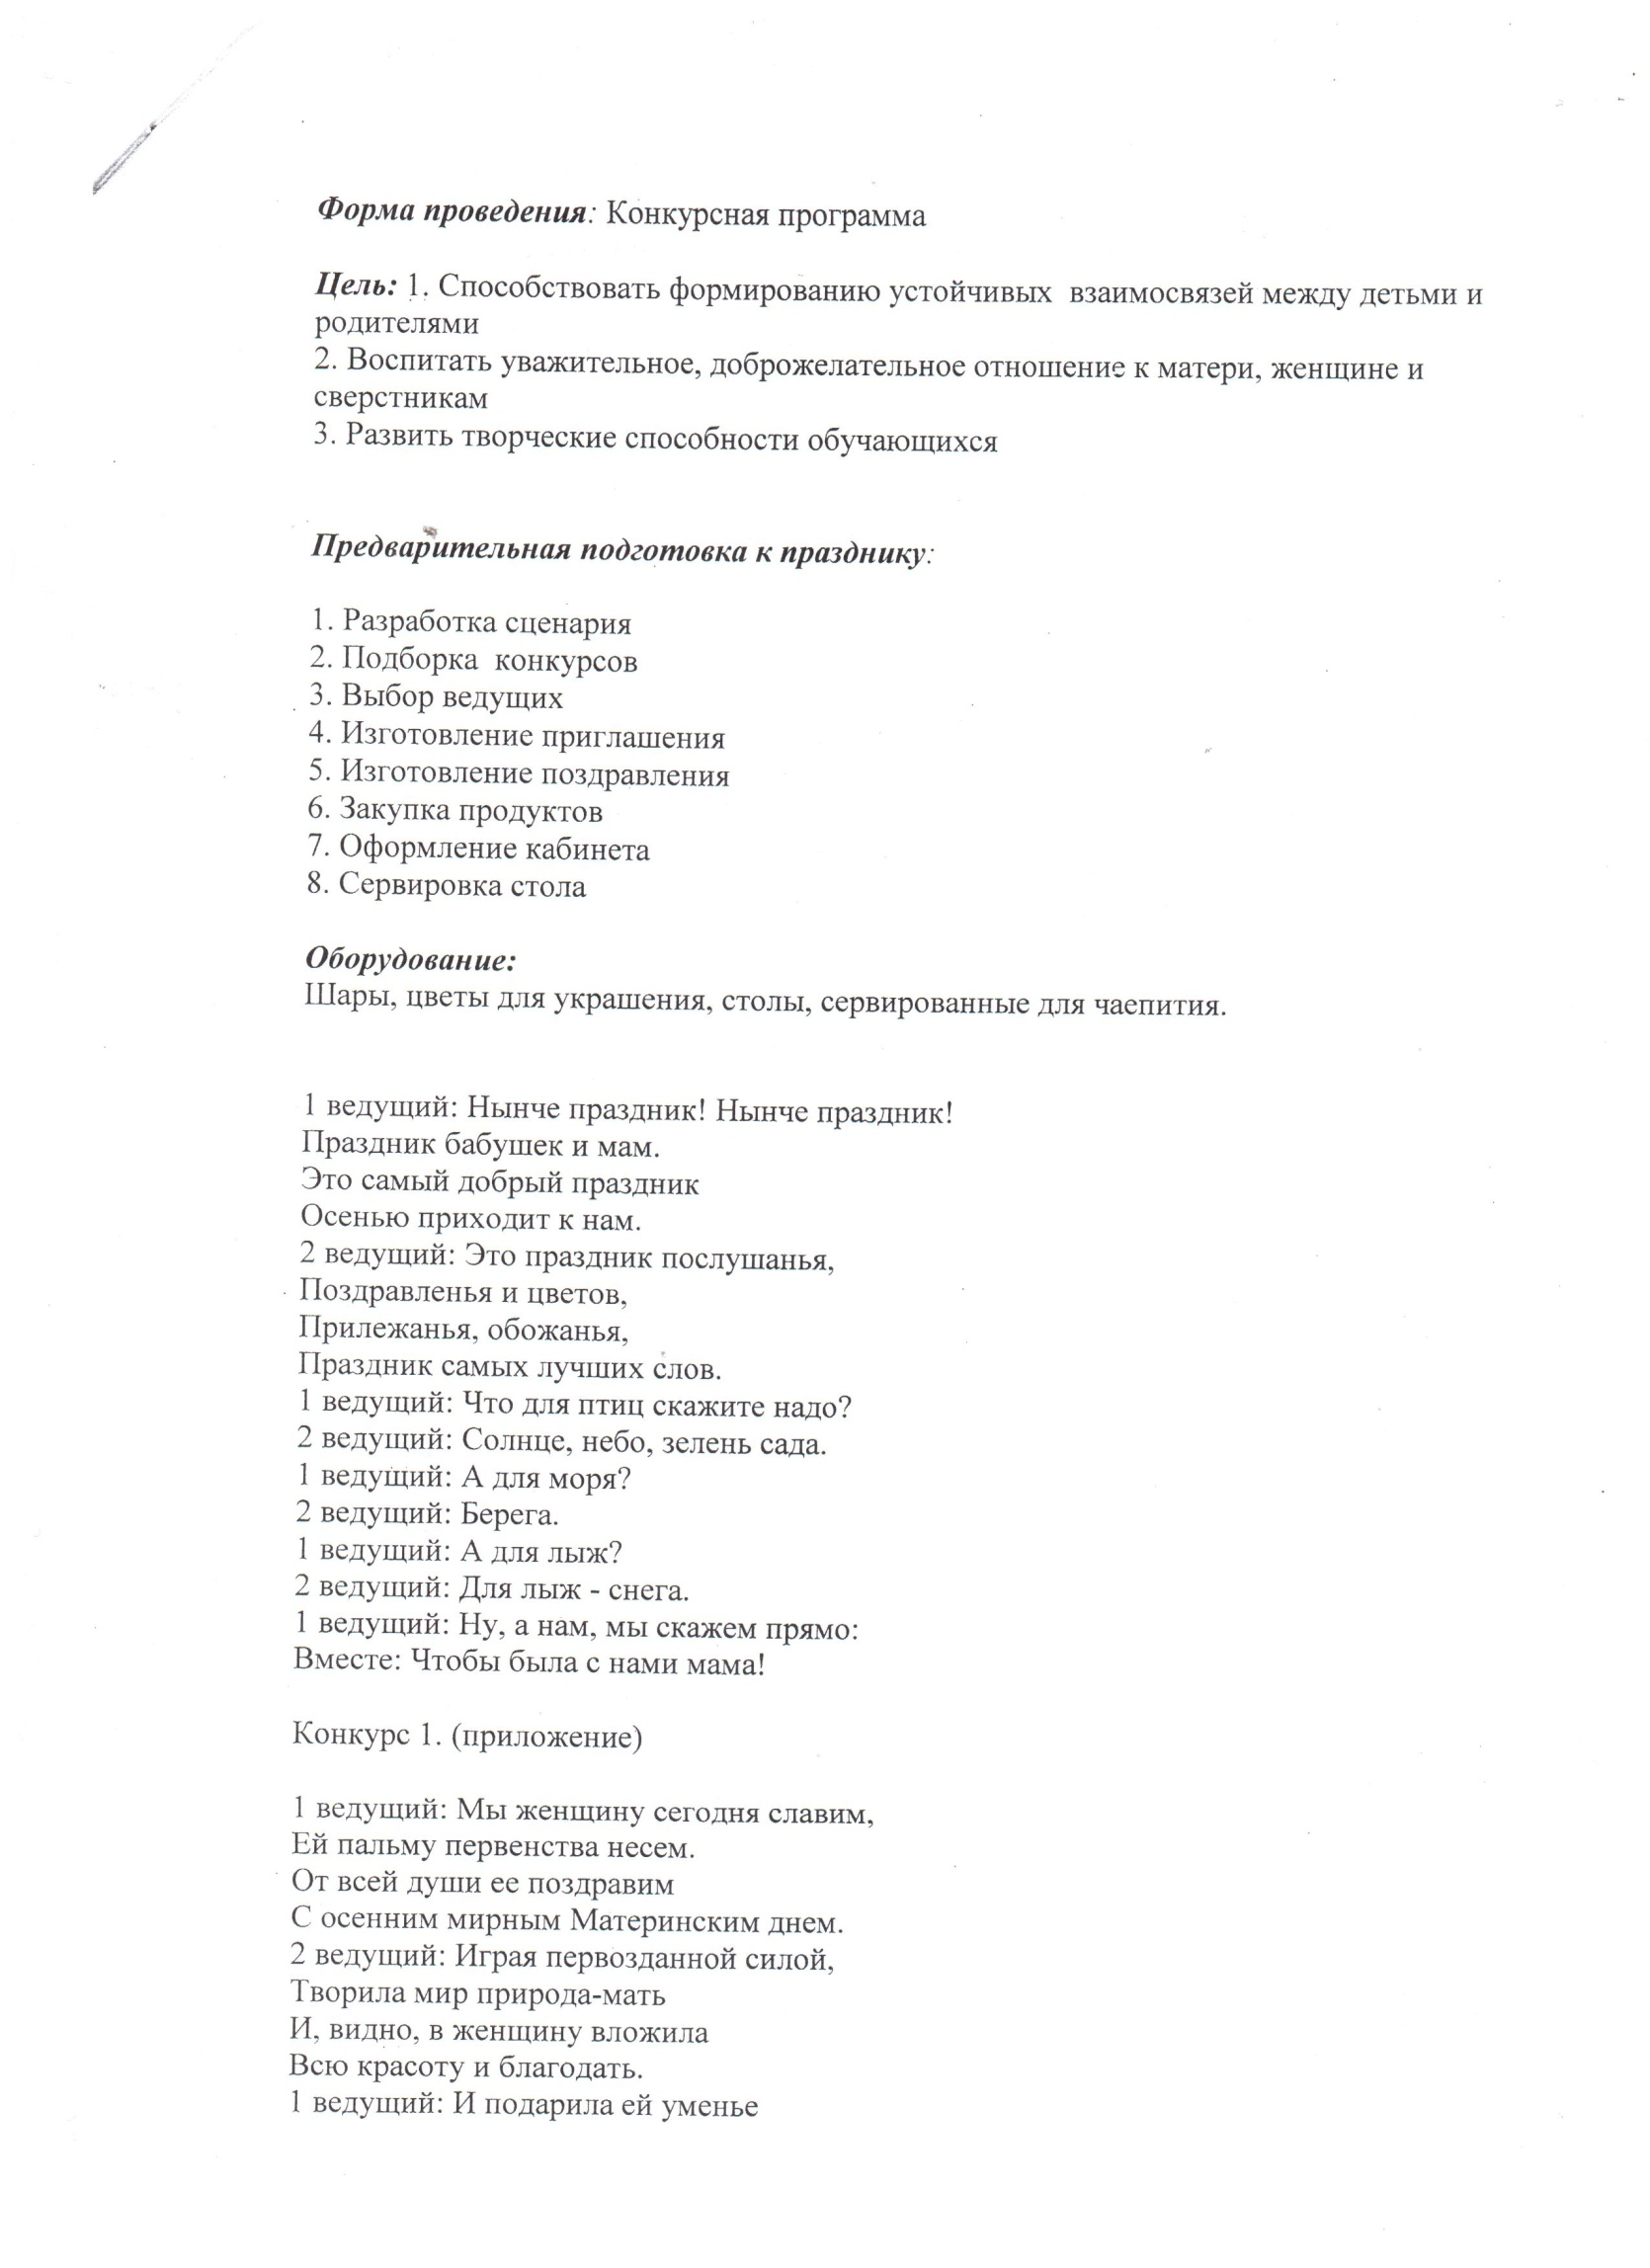 Форма проведения: Конкурсная программа
Цель: 1. Способствовать формированию устойчивых взаимосвязей между детьми и
родителями
2. Воспитать уважительное, доброжелательное отношение к матери, женщине и
сверстникам
3. Развить творческие способности обучающихся
Предварительная подготовка к празднику:
1. Разработка сценария
2. Подборка конкурсов
3. Выбор ведущих
4. Изготовление приглашения
5. Изготовление поздравления
6. Закупка продуктов
7. Оформление кабинета
8. Сервировка стола
Оборудование:
Шары, цветы для украшения, столы, сервированные для чаепития.
1 ведущий: Нынче праздник! Нынче праздник!
Праздник бабушек и мам.
Это самый добрый праздник
Осенью приходит к нам.
2 ведущий: Это праздник послушанья,
Поздравленья и цветов,
Прилежанья, обожанья,
Праздник самых лучших слов.
1 ведущий: Что для птиц скажите надо?
2 ведущий: Солнце, небо, зелень сада.
1 ведущий: А для моря?
2 ведущий: Берега.
1 ведущий: А для лыж?
2 ведущий: Для лыж - снега.
1 ведущий: Ну, а нам, мы скажем прямо:
Вместе: Чтобы была с нами мама!
Конкурс 1. (приложение)
1 ведущий: Мы женщину сегодня славим,
Ей пальму первенства несем.
От всей души ее поздравим
С осенним мирным Материнским днем.
2 ведущий: Играя первозданной силой,
Творила мир природа-мать
И, видно, в женщину вложила
Всю красоту и благодать.
1 ведущий: И подарила ей уменье